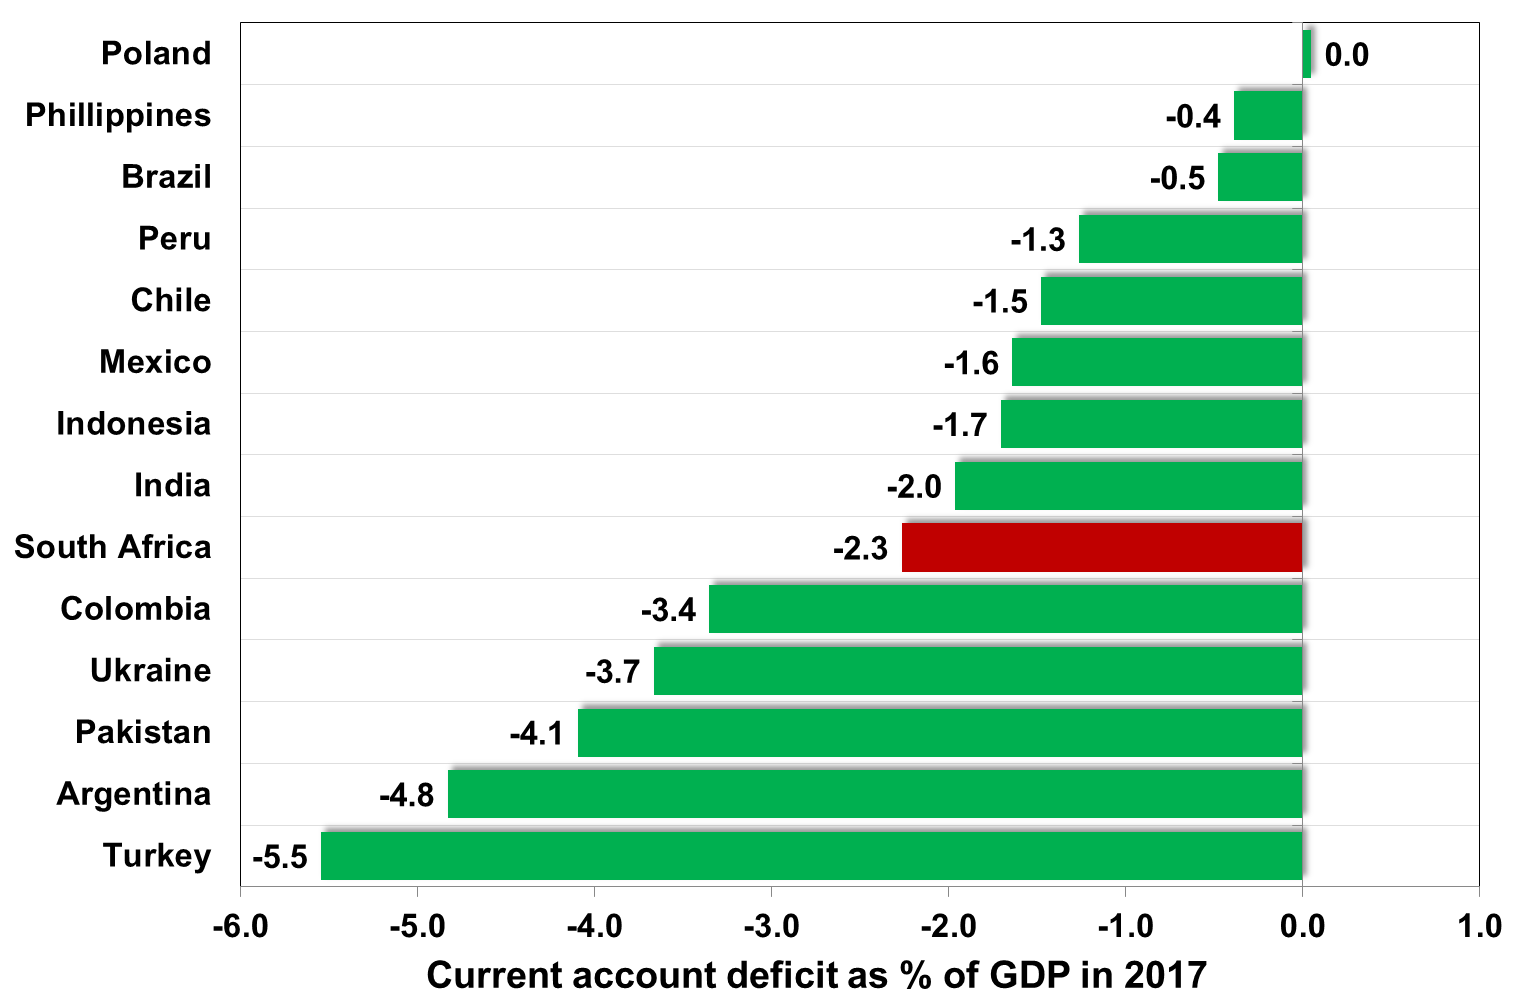 Poland 0.0
Phillippines -0.4
Brazil -0.5
Peru -1.3
Chile -1.5
Mexico -1.6
Indonesia -1.7
India -2.0
South Africa -2.3
Colombia -3.4
Ukraine -3.7
Pakistan -4.1
Argentina -4.8
Turkey -5.5
-6.0 -5.0 -4.0 -3.0 -2.0 -1.0 0.0 1.0
Current account deficit as % of GDP in 2017